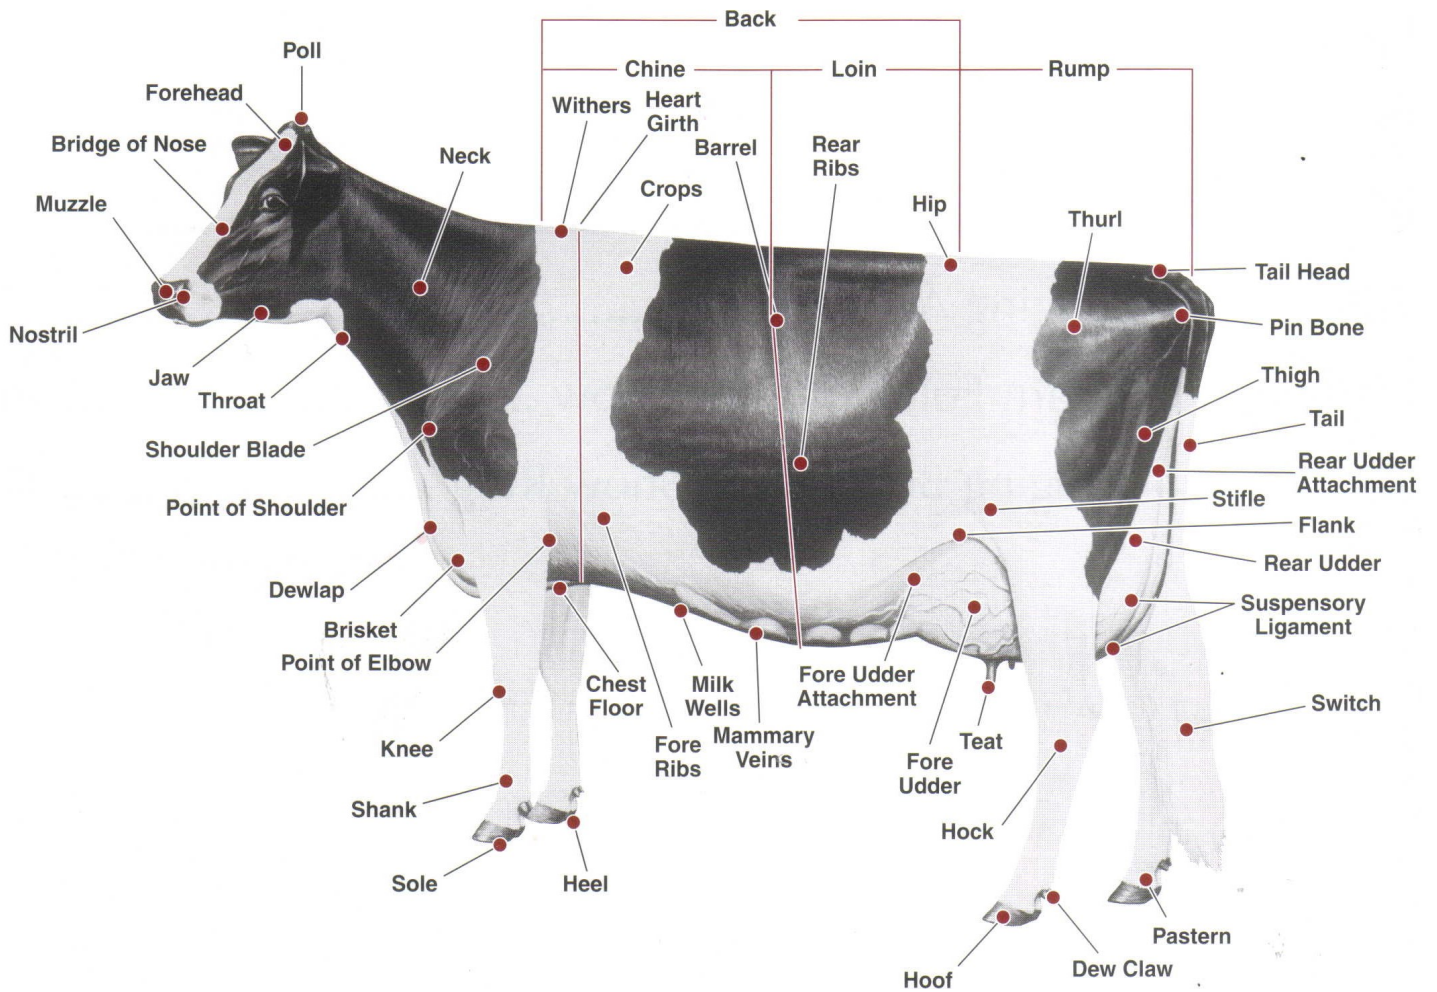 Back
Poll
Chine
Loin
Rump
Forehead
Withers
Heart
Girth
Bridge of Nose
Neck
Barrel
Rear
Ribs
Crops
Muzzle
Hip
Thurl
Tail Head
Nostril
Pin Bone
Jaw
Thigh
Throat
Tail
Shoulder Blade
Rear Udder
Attachment
Stifle
Point of Shoulder
Flank
Rear Udder
Dewlap
Suspensory
Ligament
Brisket
Point of Elbow
Chest
Floor
Milk
Wells
Fore Udder
Attachment
Switch
Knee
Fore
Ribs
Mammary
Veins
Teat
Fore
Udder
Shank
Hock
Sole
Heel
Pastern
Hoof
Dew Claw